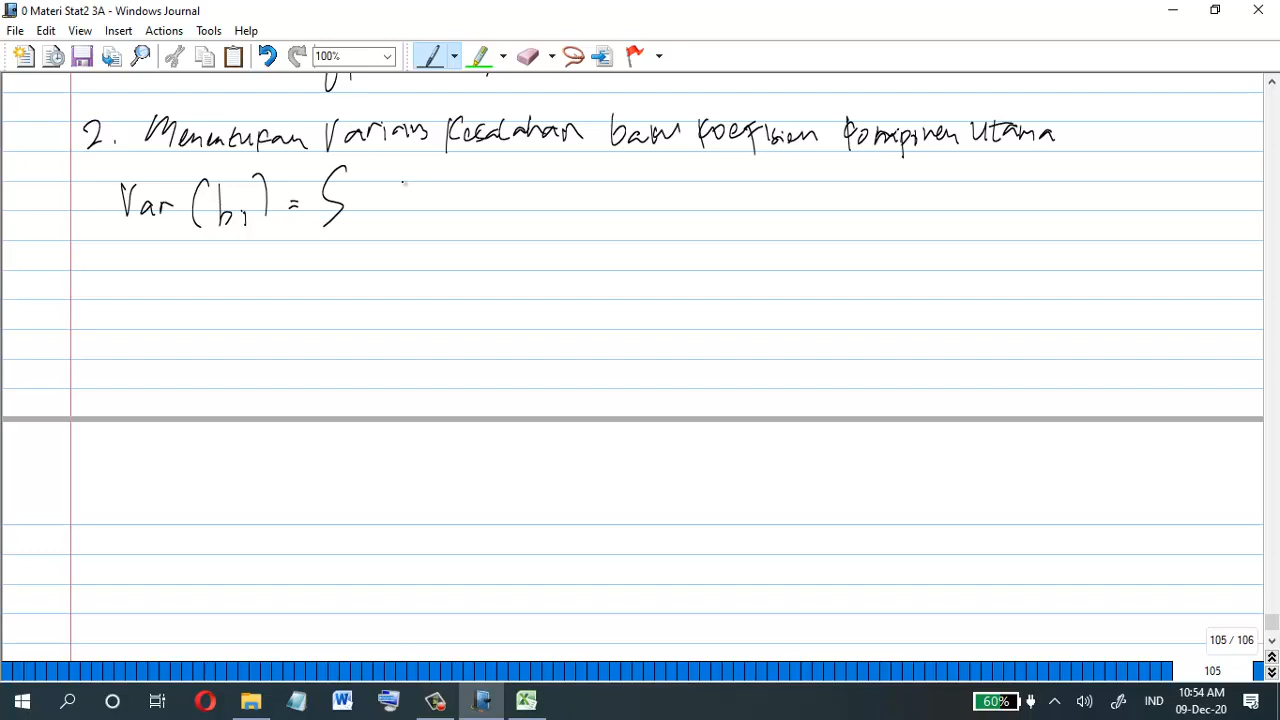 0 Materi Stat2 3A - Windows Journal
File Edit View Insert Actions Tools Help
100%
2. Menentukan Varians Kesalahan baku Koefisien Komponen Utama
Var (b1) = S
105 / 106
105
60%
IND
10:54 AM
09-Dec-20